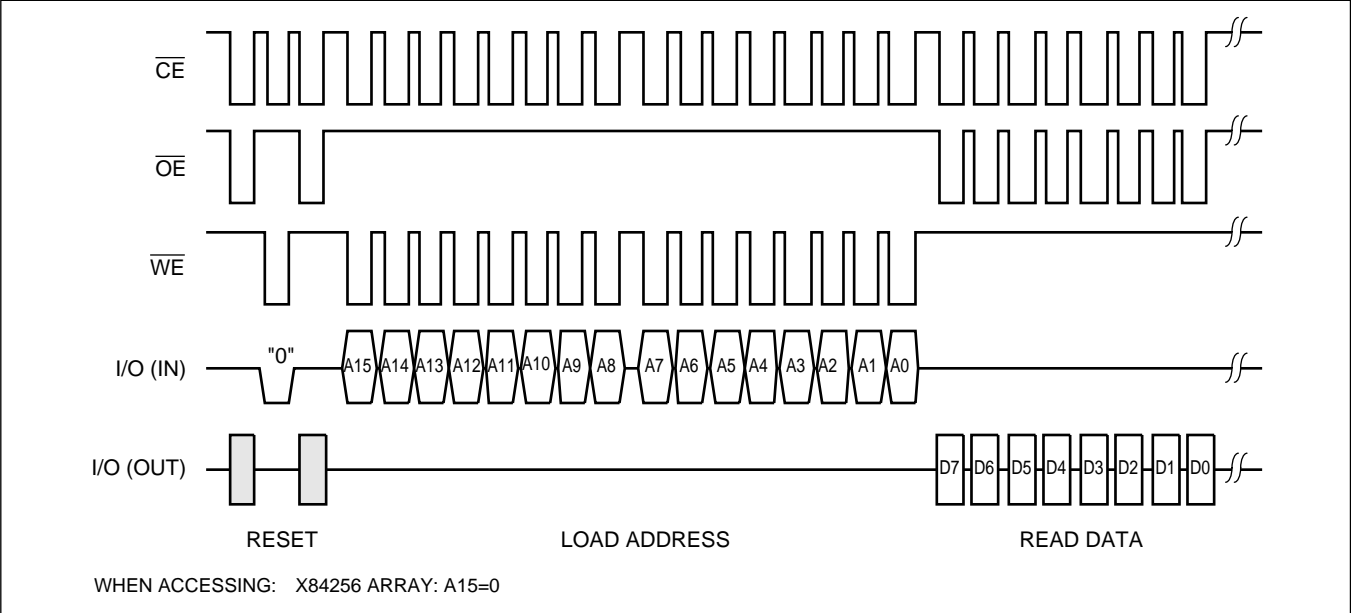 CE
OE
WE
I/O (IN) "0" A15 A14 A13 A12 A11 A10 A9 A8 A7 A6 A5 A4 A3 A2 A1 A0
I/O (OUT) D7 D6 D5 D4 D3 D2 D1 D0
RESET LOAD ADDRESS READ DATA
WHEN ACCESSING: X84256 ARRAY: A15=0